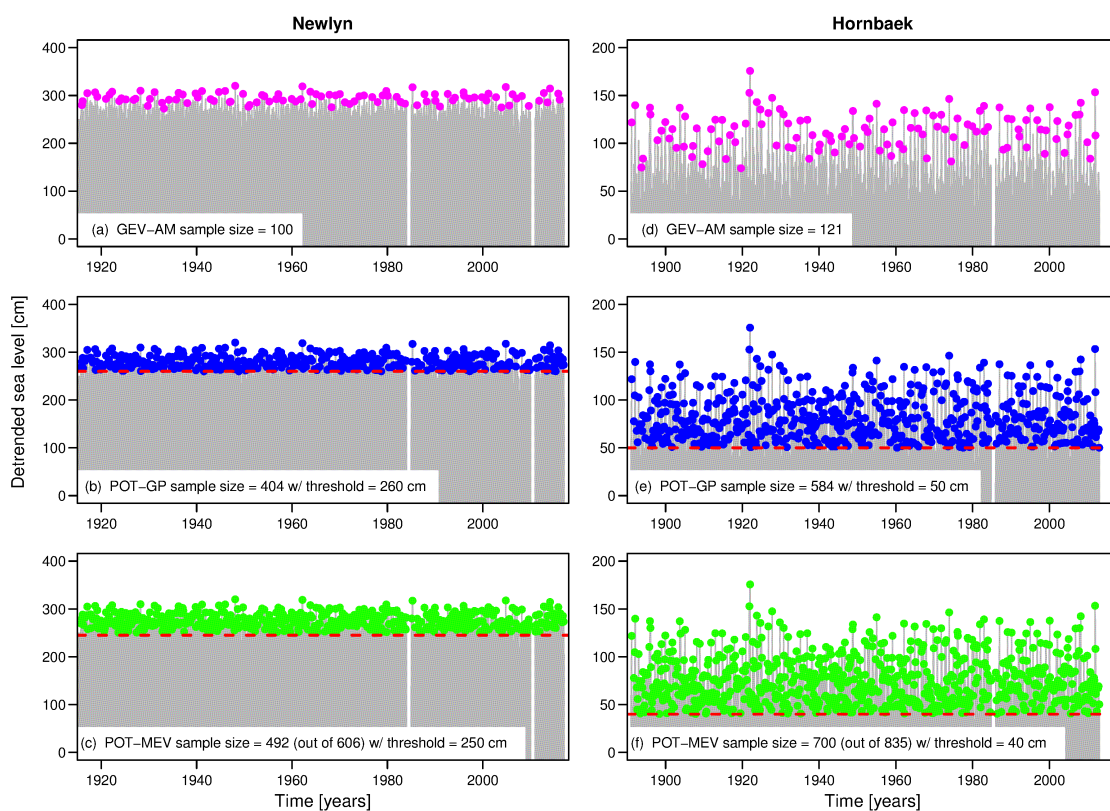 Newlyn
Hornbaek
400
300
200
100
0
(a) GEV−AM sample size = 100
1920 1940 1960 1980 2000
200
150
100
50
0
(d) GEV−AM sample size = 121
1900 1920 1940 1960 1980 2000
Detrended sea level [cm]
400
300
200
100
0
(b) POT−GP sample size = 404 w/ threshold = 260 cm
1920 1940 1960 1980 2000
200
150
100
50
0
(e) POT−GP sample size = 584 w/ threshold = 50 cm
1900 1920 1940 1960 1980 2000
400
300
200
100
0
(c) POT−MEV sample size = 492 (out of 606) w/ threshold = 250 cm
1920 1940 1960 1980 2000
Time [years]
200
150
100
50
0
(f) POT−MEV sample size = 700 (out of 835) w/ threshold = 40 cm
1900 1920 1940 1960 1980 2000
Time [years]